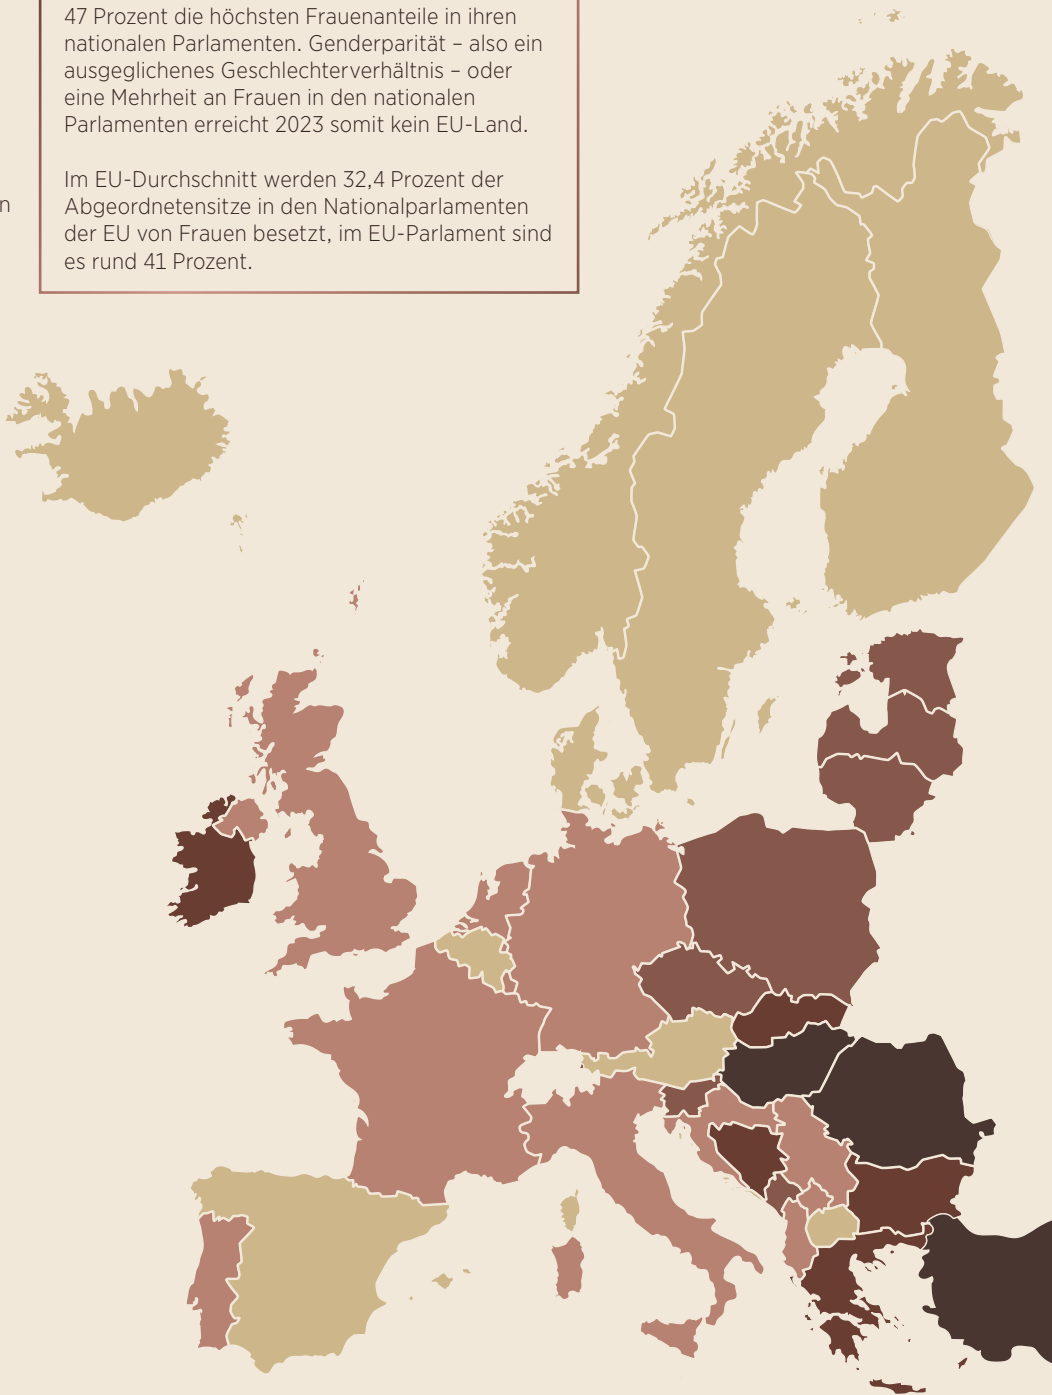 47 Prozent die höchsten Frauenanteile in ihren
nationalen Parlamenten. Genderparität – also ein
ausgeglichenes Geschlechterverhältnis – oder
eine Mehrheit an Frauen in den nationalen
Parlamenten erreicht 2023 somit kein EU-Land.
Im EU-Durchschnitt werden 32,4 Prozent der
n
Abgeordnetensitze in den Nationalparlamenten
der EU von Frauen besetzt, im EU-Parlament sind
es rund 41 Prozent.